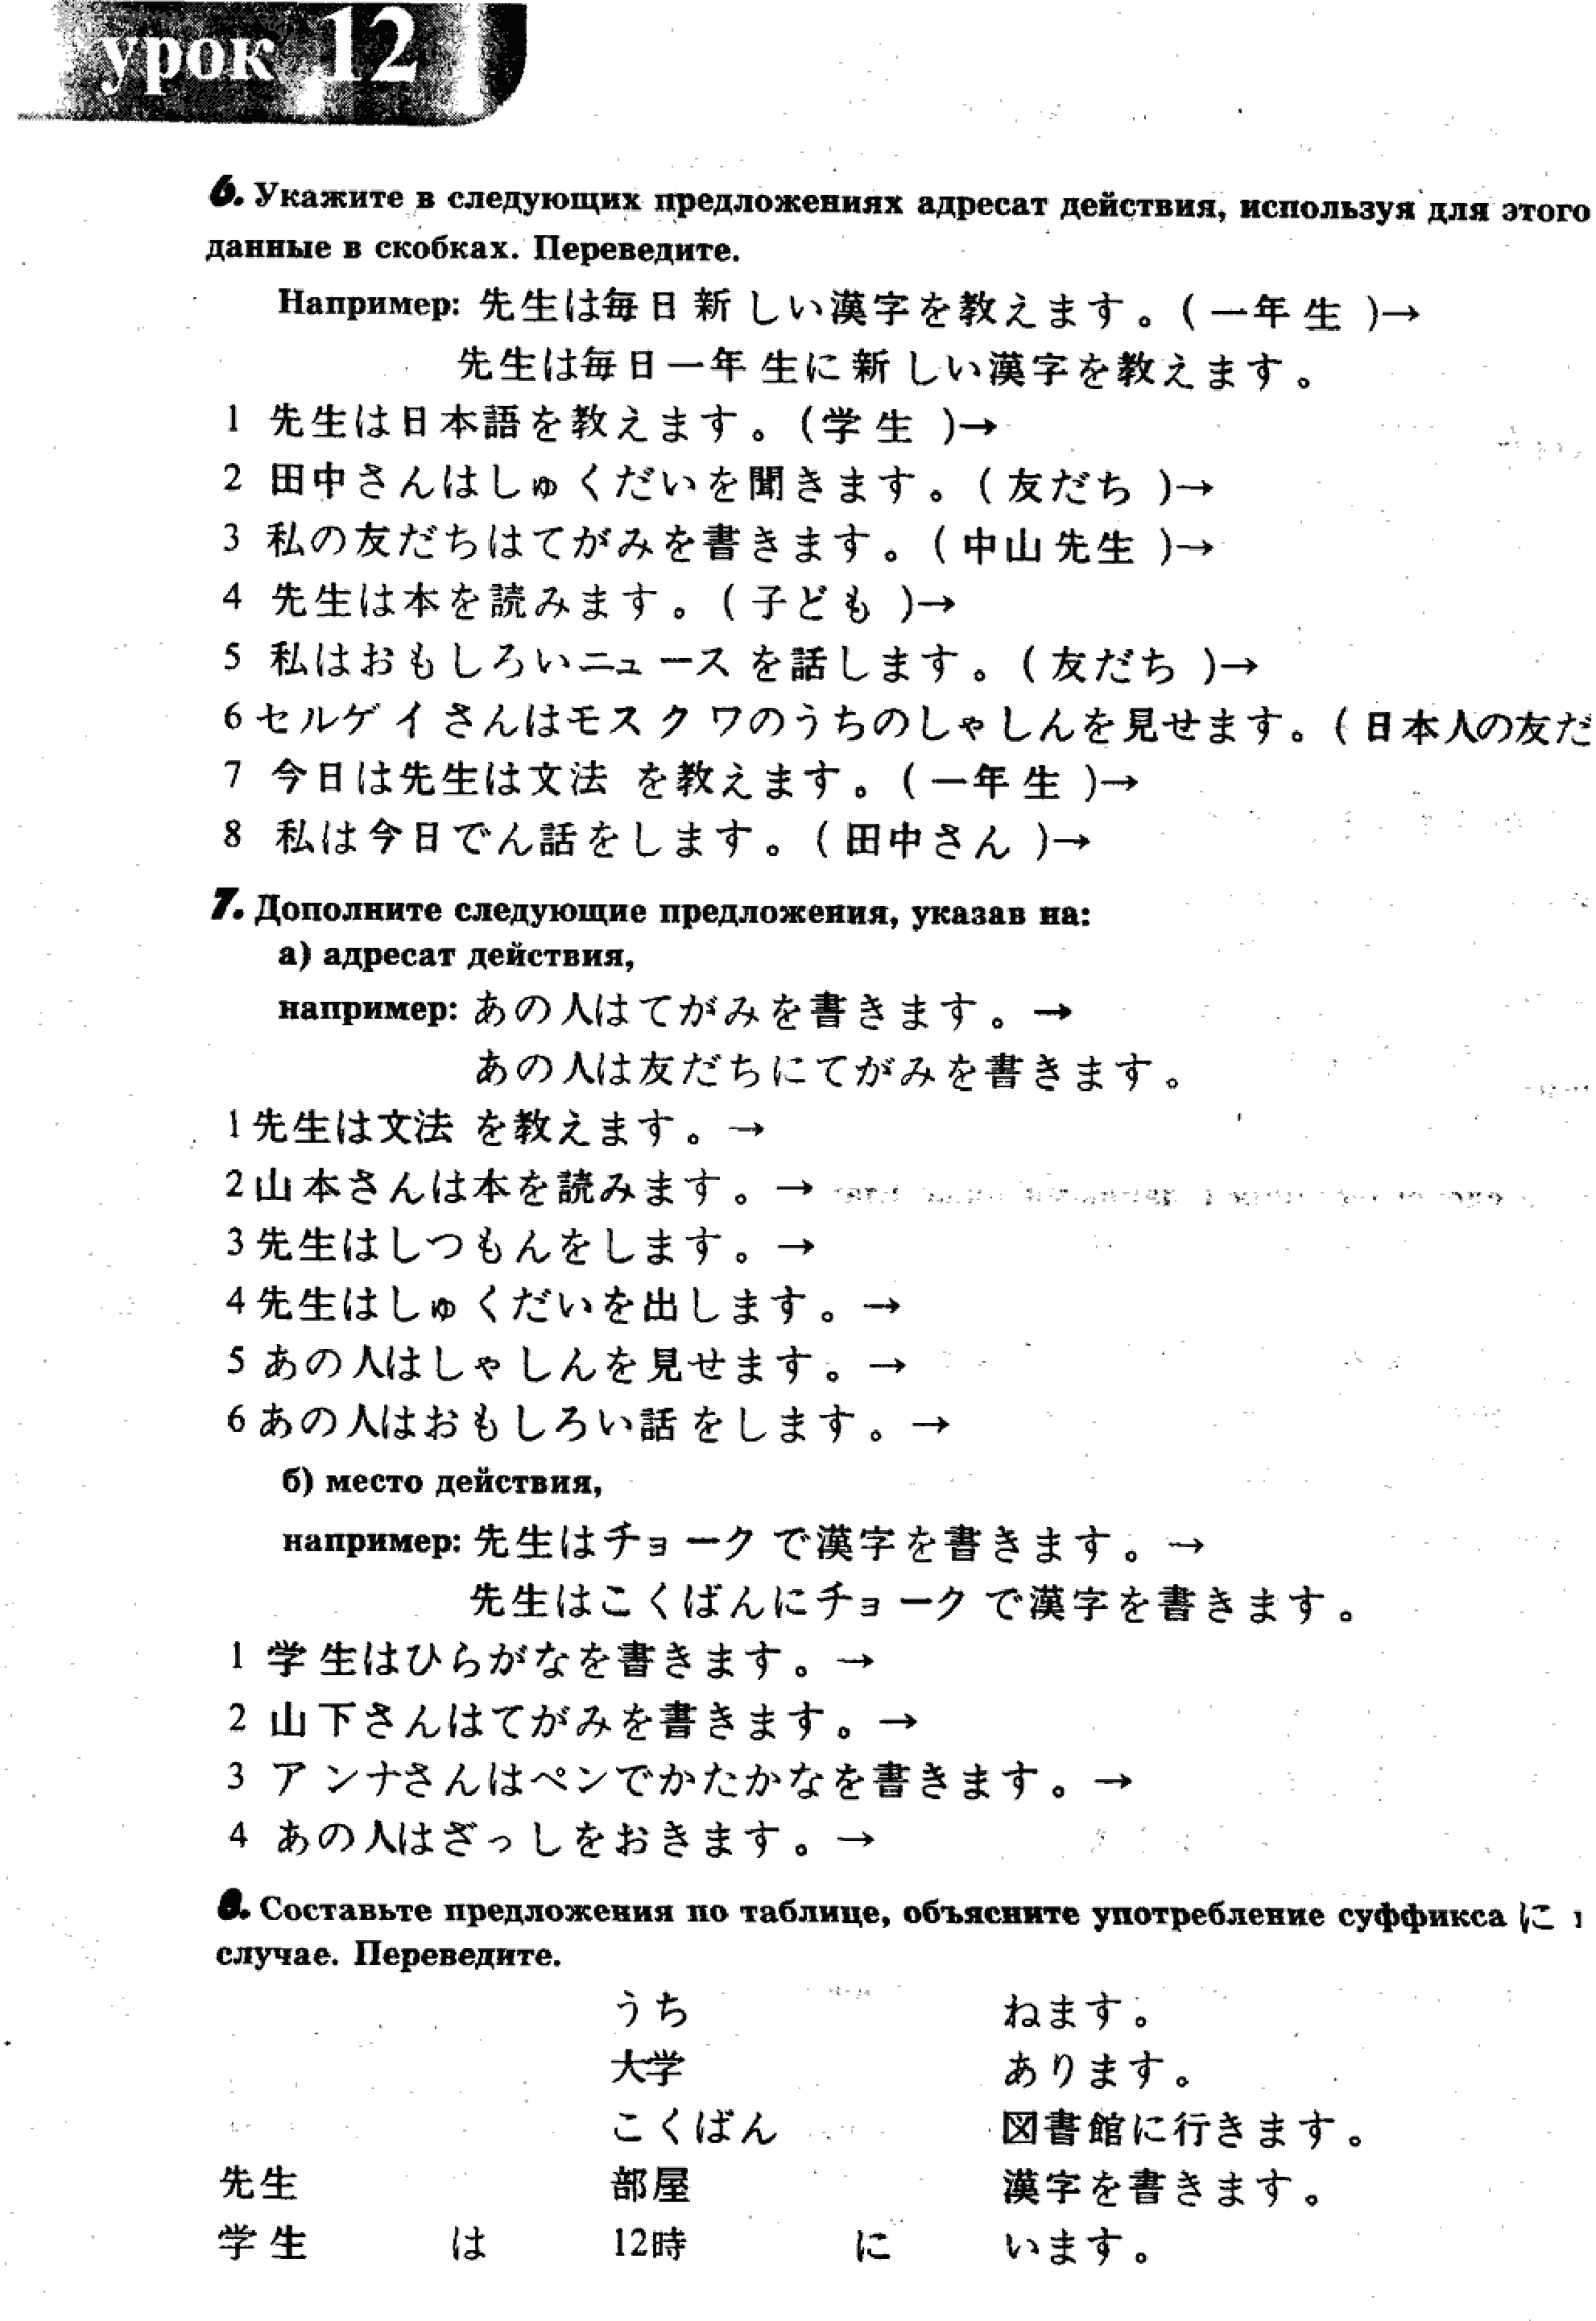 урок 12
6. Укажите в следующих предложениях адресат действия, используя для этого
данные в скобках. Переведите.
Например: 先生は毎日新しい漢字を教えます。(一年生)→
先生は毎日一年生に新しい漢字を教えます。
1 先生は日本語を教えます。(学生)→
2 田中さんはしゅくだいを聞きます。(友だち)→
3 私の友だちはてがみを書きます。(中山先生)→
4 先生は本を読みます。(子ども)→
5 私はおもしろいニュースを話します。(友だち)→
6 セルゲイさんはモスクワのうちのしゃしんを見せます。(日本人の友だ
7 今日は先生は文法を教えます。(一年生)→
8 私は今日でん話をします。(田中さん)→
7. Дополните следующие предложения, указав на:
а) адресат действия,
например: あの人はてがみを書きます。→
あの人は友だちにてがみを書きます。
1 先生は文法を教えます。→
2 山本さんは本を読みます。→
3 先生はしつもんをします。→
4 先生はしゅくだいを出します。→
5 あの人はしゃしんを見せます。→
6 あの人はおもしろい話をします。→
б) место действия,
например: 先生はチョークで漢字を書きます。→
先生はこくばんにチョークで漢字を書きます。
1 学生はひらがなを書きます。→
2 山下さんはてがみを書きます。→
3 アンナさんはペンでかたかなを書きます。→
4 あの人はざっしをおきます。→
8. Составьте предложения по таблице, объясните употребление суффикса に
случае. Переведите.
うち ねます。
大学 あります。
こくばん 図書館に行きます。
先生 部屋 漢字を書きます。
学生 は 12時 に います。